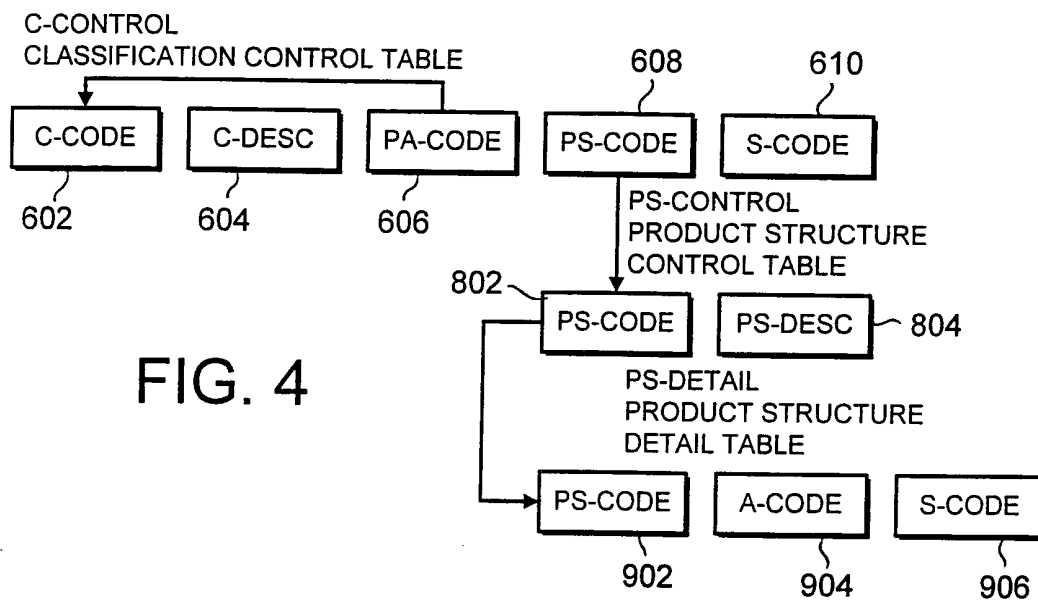 C-CONTROL
CLASSIFICATION CONTROL TABLE
608
610
C-CODE
C-DESC
PA-CODE
PS-CODE
S-CODE
602
604
606
PS-CONTROL
PRODUCT STRUCTURE
CONTROL TABLE
802
PS-CODE
PS-DESC
804
FIG. 4
PS-DETAIL
PRODUCT STRUCTURE
DETAIL TABLE
PS-CODE
A-CODE
S-CODE
902
904
906